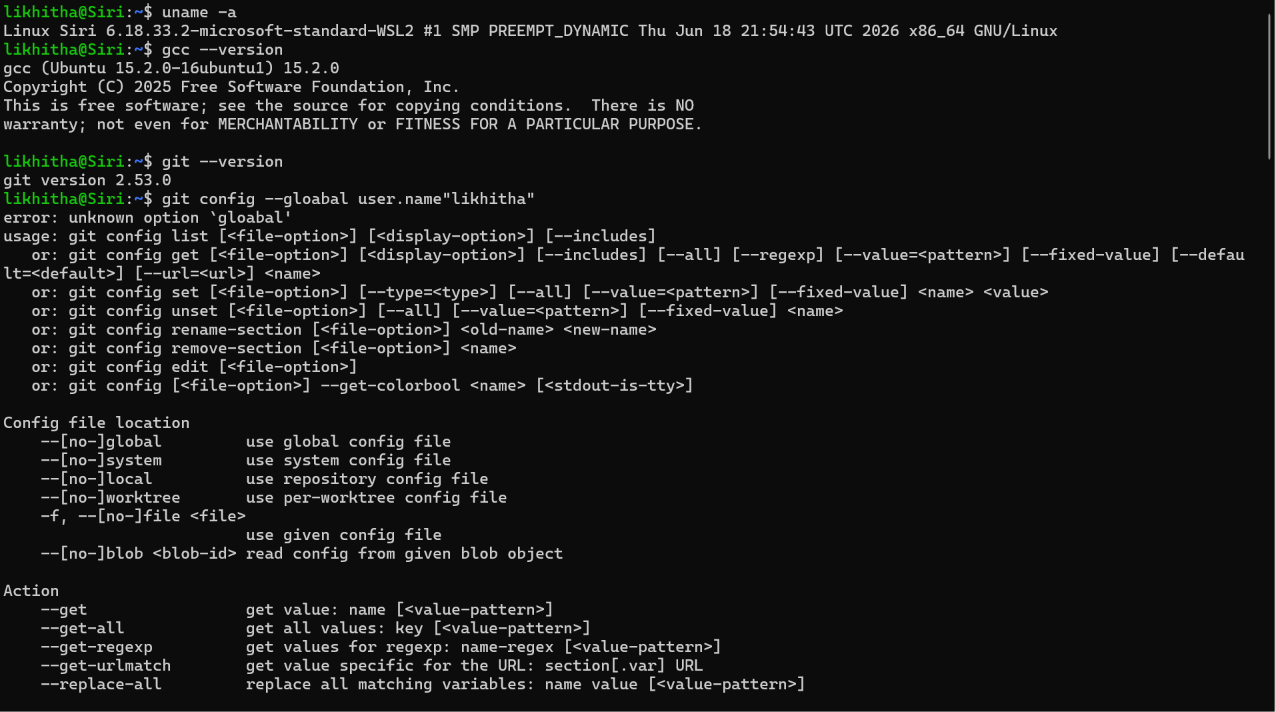 likhitha@Siri:~$ uname -a
Linux Siri 6.18.33.2-microsoft-standard-WSL2 #1 SMP PREEMPT_DYNAMIC Thu Jun 18 21:54:43 UTC 2026 x86_64 GNU/Linux
likhitha@Siri:~$ gcc --version
gcc (Ubuntu 15.2.0-16ubuntu1) 15.2.0
Copyright (C) 2025 Free Software Foundation, Inc.
This is free software; see the source for copying conditions.  There is NO
warranty; not even for MERCHANTABILITY or FITNESS FOR A PARTICULAR PURPOSE.

likhitha@Siri:~$ git --version
git version 2.53.0
likhitha@Siri:~$ git config --gloabal user.name"likhitha"
error: unknown option `gloabal'
usage: git config list [<file-option>] [<display-option>] [--includes]
   or: git config get [<file-option>] [<display-option>] [--includes] [--all] [--regexp] [--value=<pattern>] [--fixed-value] [--defau
lt=<default>] [--url=<url>] <name>
   or: git config set [<file-option>] [--type=<type>] [--all] [--value=<pattern>] [--fixed-value] <name> <value>
   or: git config unset [<file-option>] [--all] [--value=<pattern>] [--fixed-value] <name>
   or: git config rename-section [<file-option>] <old-name> <new-name>
   or: git config remove-section [<file-option>] <name>
   or: git config edit [<file-option>]
   or: git config [<file-option>] --get-colorbool <name> [<stdout-is-tty>]

Config file location
    --[no-]global         use global config file
    --[no-]system         use system config file
    --[no-]local          use repository config file
    --[no-]worktree       use per-worktree config file
    -f, --[no-]file <file>
                          use given config file
    --[no-]blob <blob-id> read config from given blob object

Action
    --get                 get value: name [<value-pattern>]
    --get-all             get all values: key [<value-pattern>]
    --get-regexp          get values for regexp: name-regex [<value-pattern>]
    --get-urlmatch        get value specific for the URL: section[.var] URL
    --replace-all         replace all matching variables: name value [<value-pattern>]